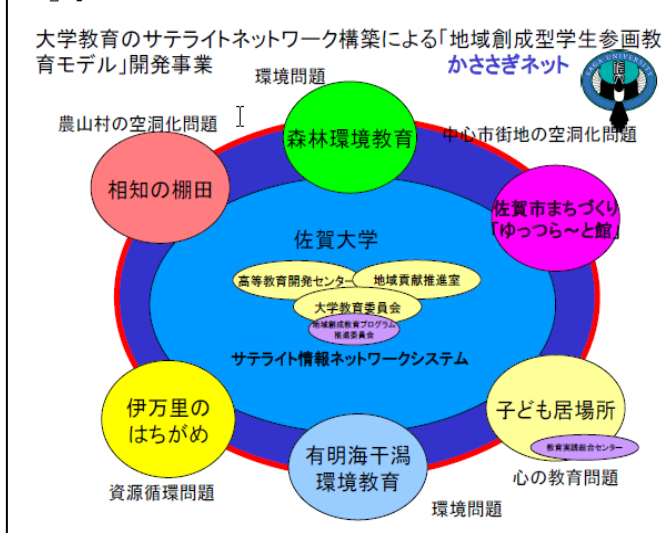 大学教育のサテライトネットワーク構築による「地域創成型学生参画教
育モデル」開発事業
かささぎネット
SAGA UNIVERSITY
環境問題
農山村の空洞化問題
森林環境教育
中心市街地の空洞化問題
相知の棚田
佐賀市まちづくり
「ゆっつら～と館」
佐賀大学
高等教育開発センター
地域貢献推進室
大学教育委員会
地域創成教育プログラム
推進委員会
サテライト情報ネットワークシステム
伊万里の
はちがめ
子ども居場所
教育実践総合センター
有明海干潟
環境教育
心の教育問題
資源循環問題
環境問題